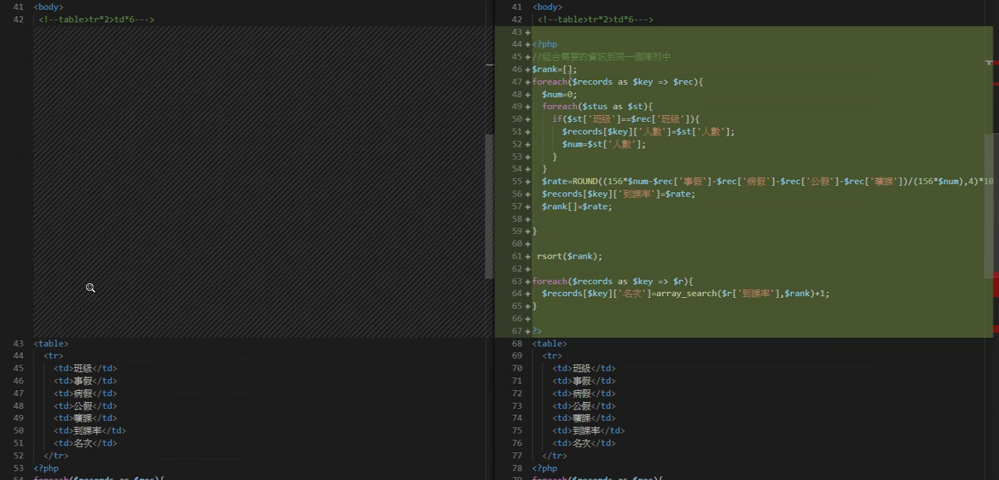 41 <body>
42 <!--table>tr*2>td*6--->
43 <table>
44 <tr>
45 <td>班級</td>
46 <td>事假</td>
47 <td>病假</td>
48 <td>公假</td>
49 <td>曠課</td>
50 <td>到課率</td>
51 <td>名次</td>
52 </tr>
53 <?php
54 foreach($records as $rec){
41 <body>
42 <!--table>tr*2>td*6--->
43 +
44 + <?php
45 + //組合需要的資訊到同一個陣列中
46 + $rank=[];
47 + foreach($records as $key => $rec){
48 + $num=0;
49 + foreach($stus as $st){
50 + if($st['班級']==$rec['班級']){
51 + $records[$key]['人數']=$st['人數'];
52 + $num=$st['人數'];
53 + }
54 + }
55 + $rate=ROUND((156*$num-$rec['事假']-$rec['病假']-$rec['公假']-$rec['曠課'])/(156*$num),4)*10
56 + $records[$key]['到課率']=$rate;
57 + $rank[]=$rate;
58 +
59 + }
60 +
61 + rsort($rank);
62 +
63 + foreach($records as $key => $r){
64 + $records[$key]['名次']=array_search($r['到課率'],$rank)+1;
65 + }
66 +
67 + ?>
68 <table>
69 <tr>
70 <td>班級</td>
71 <td>事假</td>
72 <td>病假</td>
73 <td>公假</td>
74 <td>曠課</td>
75 <td>到課率</td>
76 <td>名次</td>
77 </tr>
78 <?php
79 foreach($records as $rec){